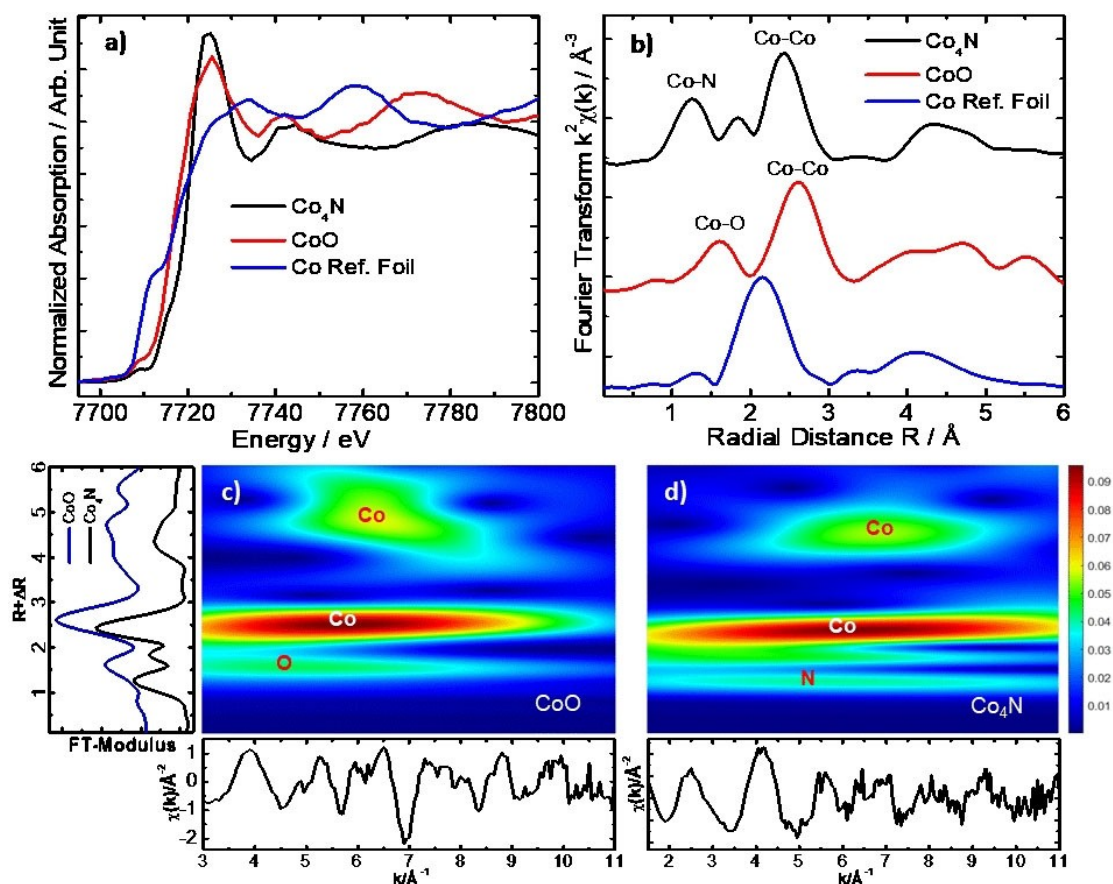 a)
Normalized Absorption / Arb. Unit
Co₄N
CoO
Co Ref. Foil
7700 7720 7740 7760 7780 7800
Energy / eV
b)
Fourier Transform k²χ(k) / Å⁻³
Co-N
Co-Co
Co-Co
Co-O
Co₄N
CoO
Co Ref. Foil
1 2 3 4 5 6
Radial Distance R / Å
6
5
4
3
2
1
R+ΔR
CoO
Co₄N
FT-Modulus
c)
Co
Co
O
CoO
d)
Co
Co
N
Co₄N
0.09
0.08
0.07
0.06
0.05
0.04
0.03
0.02
0.01
χ(k)/Å⁻²
1
0
-1
-2
3 4 5 6 7 8 9 10 11
k/Å⁻¹
χ(k)/Å⁻²
2 3 4 5 6 7 8 9 10 11
k/Å⁻¹